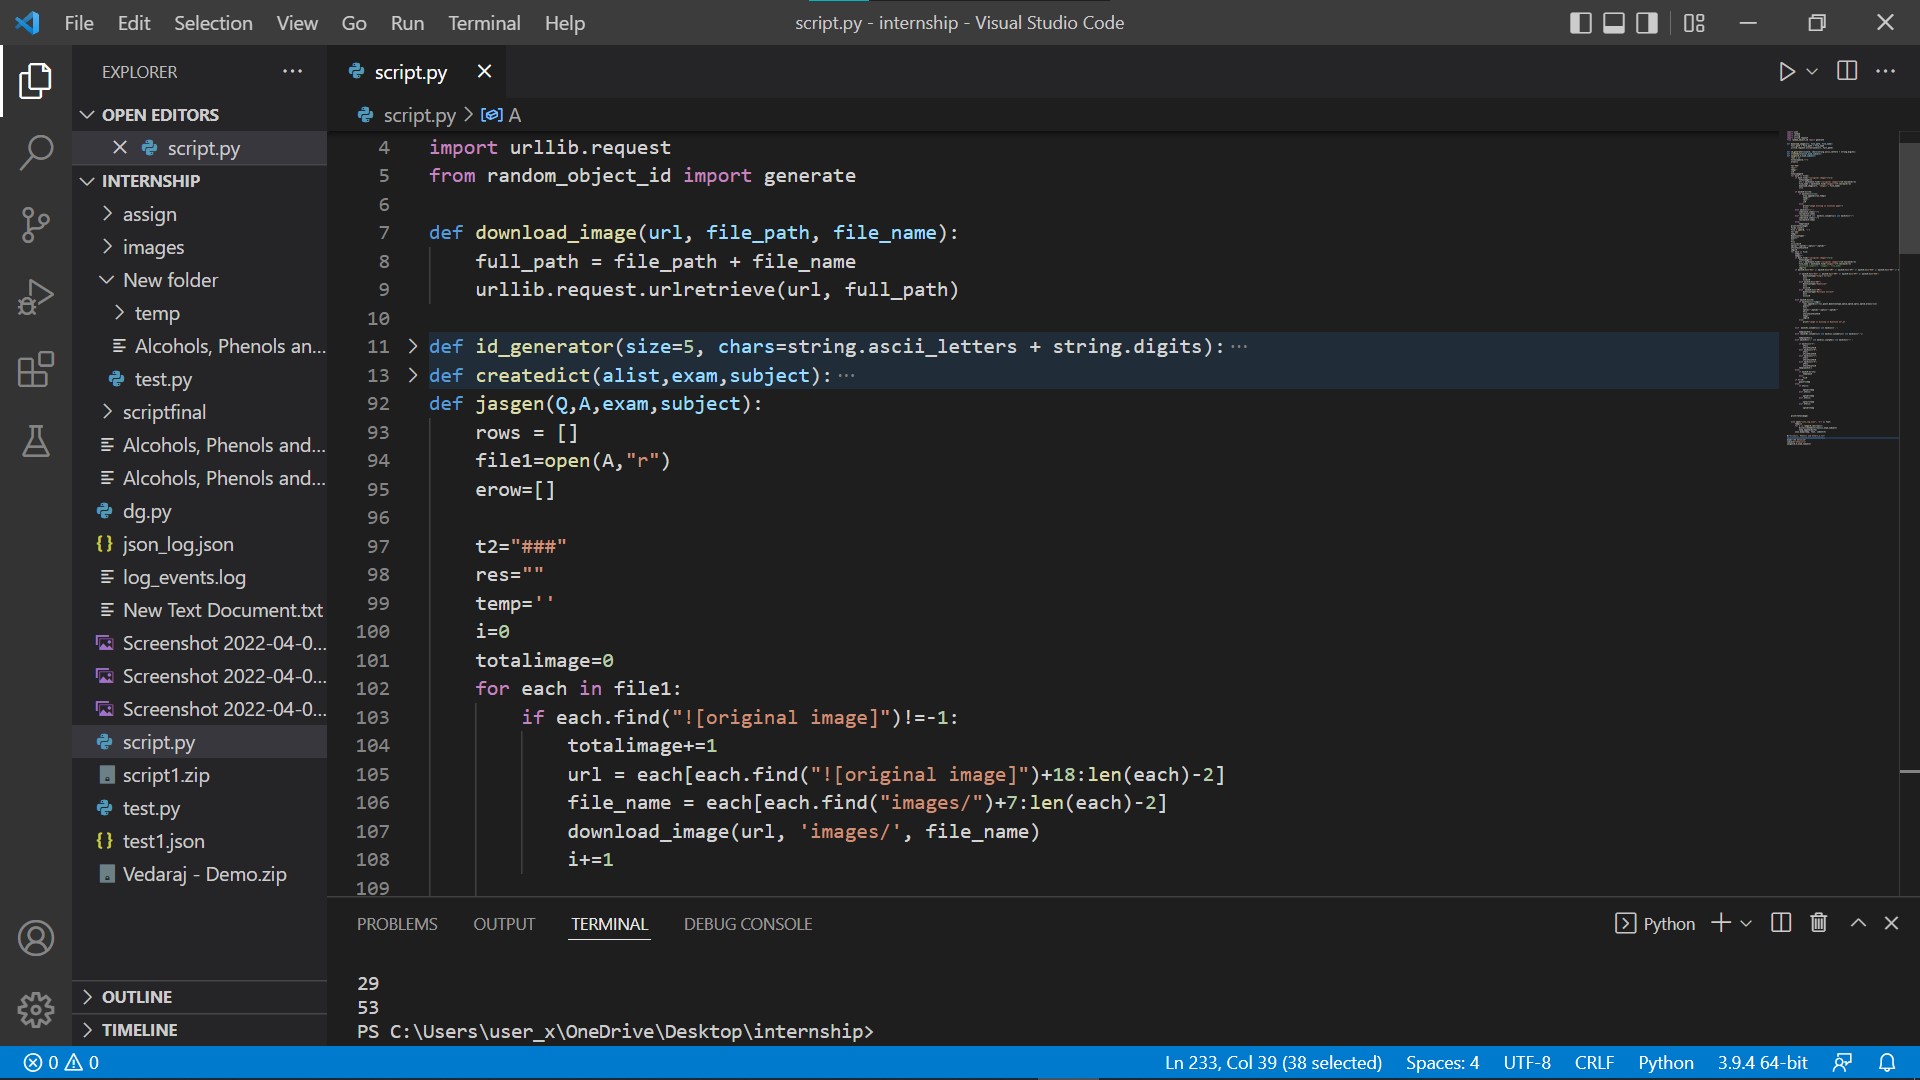 File Edit Selection View Go Run Terminal Help
script.py - internship - Visual Studio Code
EXPLORER
OPEN EDITORS
script.py
INTERNSHIP
assign
images
New folder
temp
Alcohols, Phenols an...
test.py
scriptfinal
Alcohols, Phenols and...
Alcohols, Phenols and...
dg.py
json_log.json
log_events.log
New Text Document.txt
Screenshot 2022-04-0...
Screenshot 2022-04-0...
Screenshot 2022-04-0...
script.py
script1.zip
test.py
test1.json
Vedaraj - Demo.zip
OUTLINE
TIMELINE
script.py
script.py > A
4 import urllib.request
5 from random_object_id import generate
6
7 def download_image(url, file_path, file_name):
8 full_path = file_path + file_name
9 urllib.request.urlretrieve(url, full_path)
10
11 def id_generator(size=5, chars=string.ascii_letters + string.digits):...
13 def createdict(alist,exam,subject):...
92 def jasgen(Q,A,exam,subject):
93 rows = []
94 file1=open(A,"r")
95 erow=[]
96
97 t2="###"
98 res=""
99 temp=''
100 i=0
101 totalimage=0
102 for each in file1:
103 if each.find("![original image]")!=-1:
104 totalimage+=1
105 url = each[each.find("![original image]")+18:len(each)-2]
106 file_name = each[each.find("images/")+7:len(each)-2]
107 download_image(url, 'images/', file_name)
108 i+=1
109
PROBLEMS OUTPUT TERMINAL DEBUG CONSOLE
Python
29
53
PS C:\Users\user_x\OneDrive\Desktop\internship>
0 0
Ln 233, Col 39 (38 selected) Spaces: 4 UTF-8 CRLF Python 3.9.4 64-bit